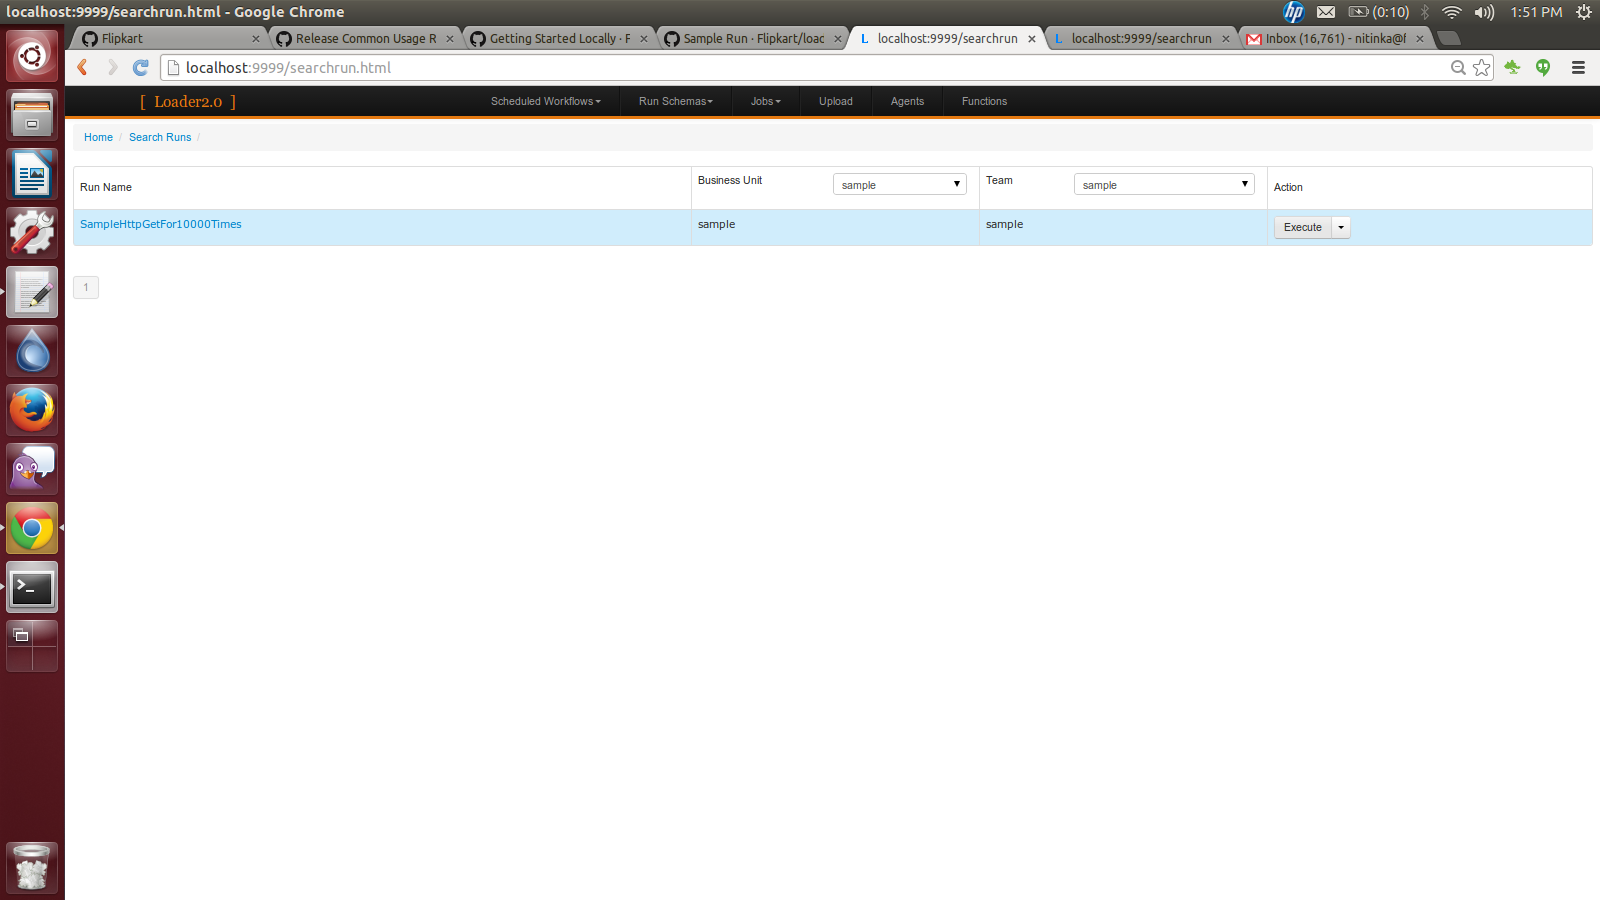 localhost:9999/searchrun.html - Google Chrome
hp
(0:10)
1:51 PM
Flipkart
Release Common Usage R
Getting Started Locally · F
Sample Run · Flipkart/loac
L localhost:9999/searchrun
L localhost:9999/searchrun
Inbox (16,761) - nitinka@f
localhost:9999/searchrun.html
[ Loader2.0 ]
Scheduled Workflows
Run Schemas
Jobs
Upload
Agents
Functions
Home / Search Runs /
Run Name
Business Unit
sample
Team
sample
Action
SampleHttpGetFor10000Times
sample
sample
Execute
1
>_